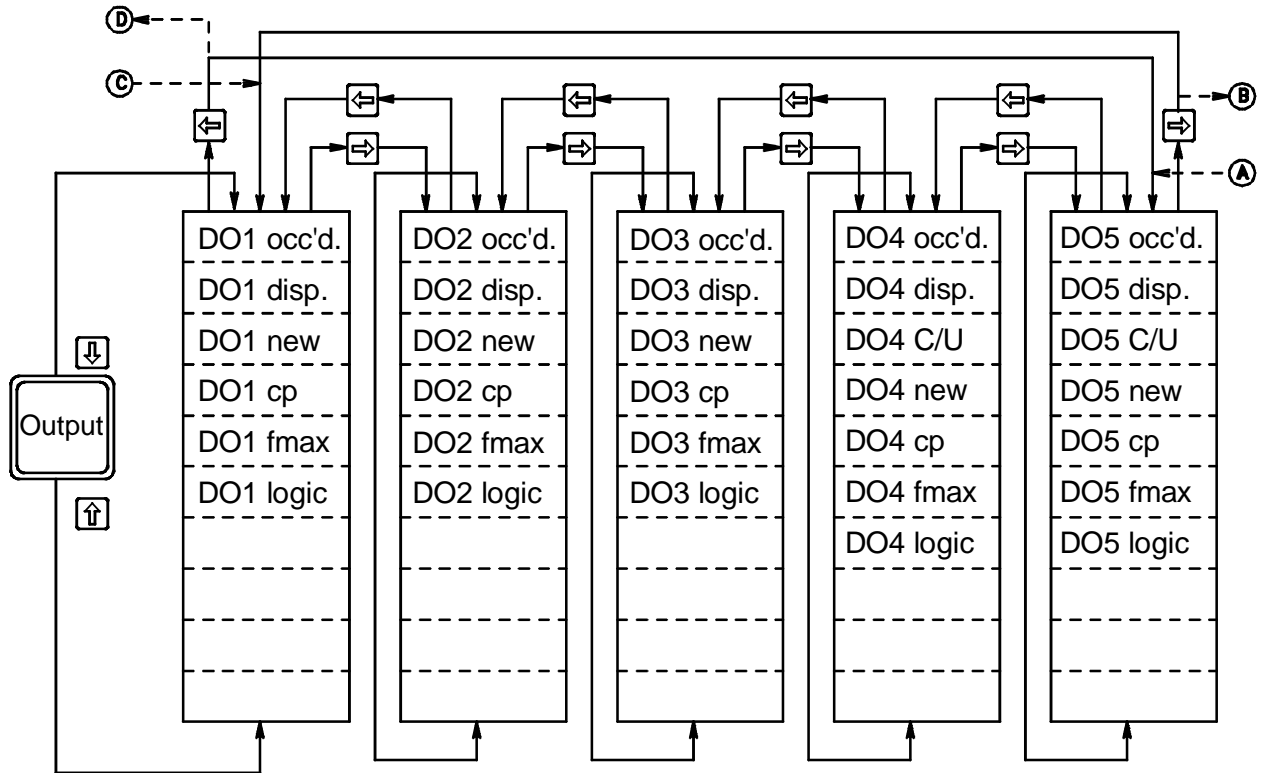 D
C
B
A
Output
DO1 occ'd.
DO1 disp.
DO1 new
DO1 cp
DO1 fmax
DO1 logic
DO2 occ'd.
DO2 disp.
DO2 new
DO2 cp
DO2 fmax
DO2 logic
DO3 occ'd.
DO3 disp.
DO3 new
DO3 cp
DO3 fmax
DO3 logic
DO4 occ'd.
DO4 disp.
DO4 C/U
DO4 new
DO4 cp
DO4 fmax
DO4 logic
DO5 occ'd.
DO5 disp.
DO5 C/U
DO5 new
DO5 cp
DO5 fmax
DO5 logic